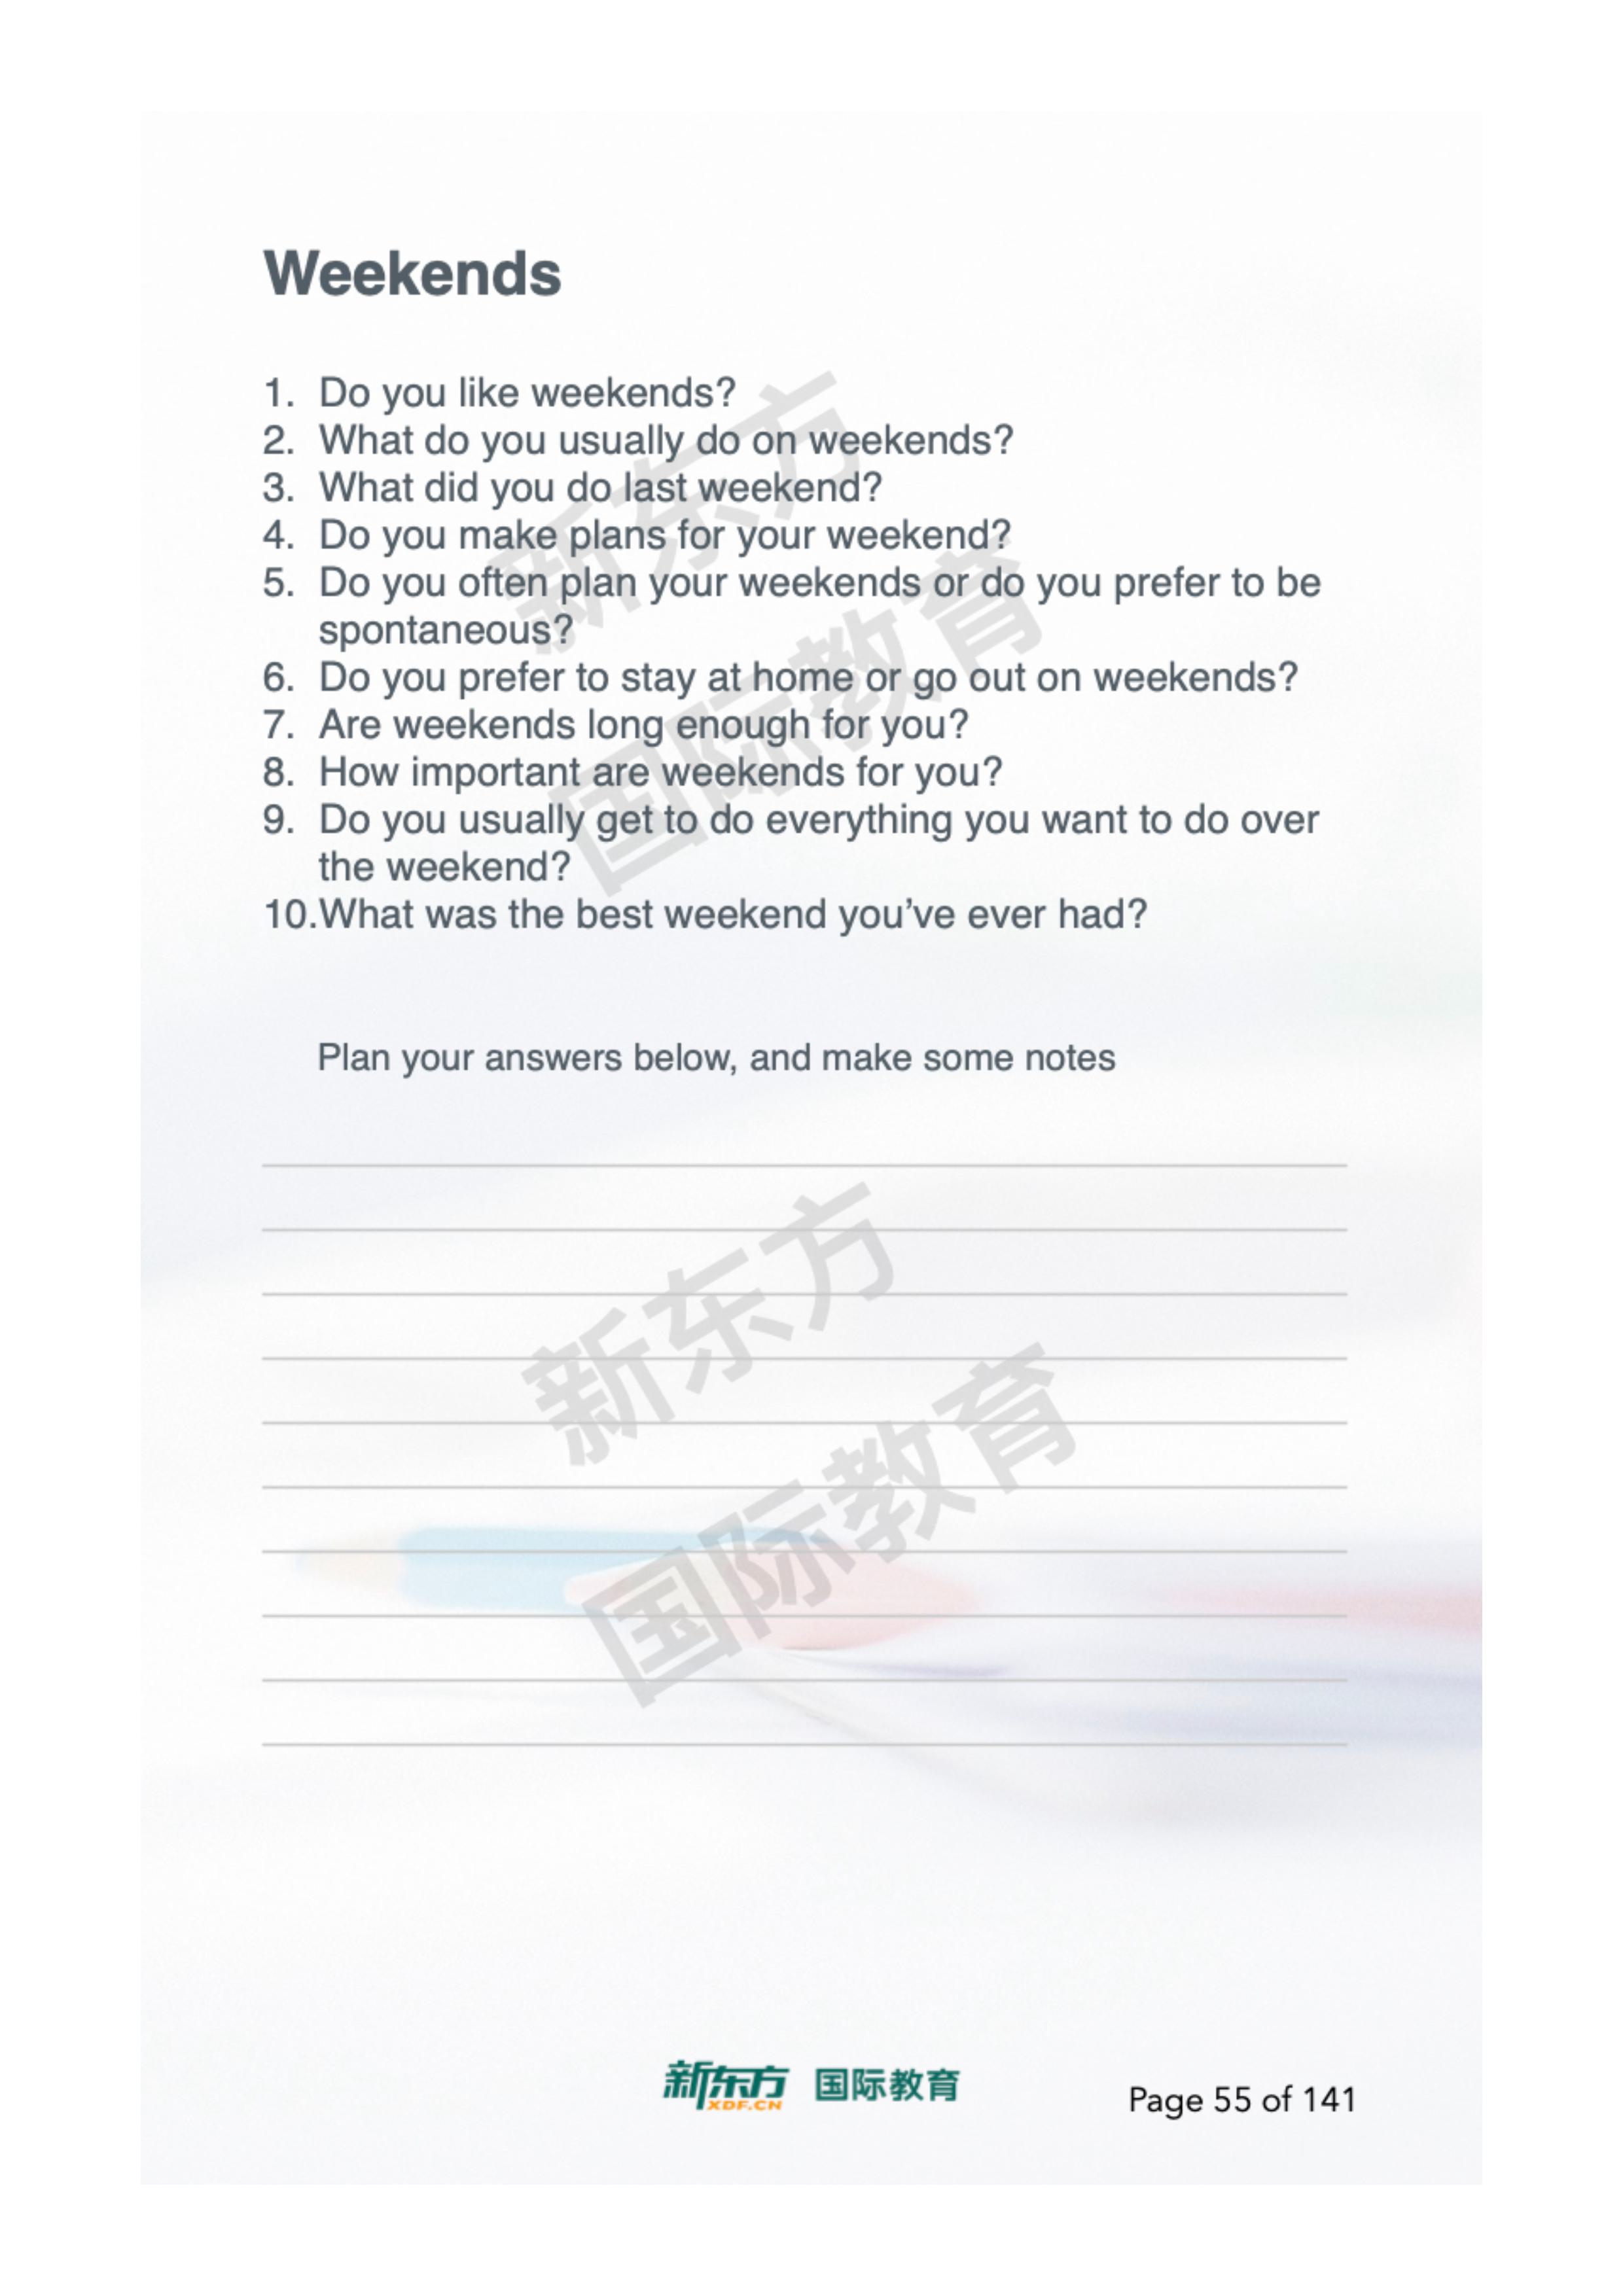 Weekends
1. Do you like weekends?
2. What do you usually do on weekends?
3. What did you do last weekend?
4. Do you make plans for your weekend?
5. Do you often plan your weekends or do you prefer to be
spontaneous?
6. Do you prefer to stay at home or go out on weekends?
7. Are weekends long enough for you?
8. How important are weekends for you?
9. Do you usually get to do everything you want to do over
the weekend?
10.What was the best weekend you’ve ever had?
新东方
国际教育
Plan your answers below, and make some notes
新东方
国际教育
新东方 国际教育
XDF.CN
Page 55 of 141